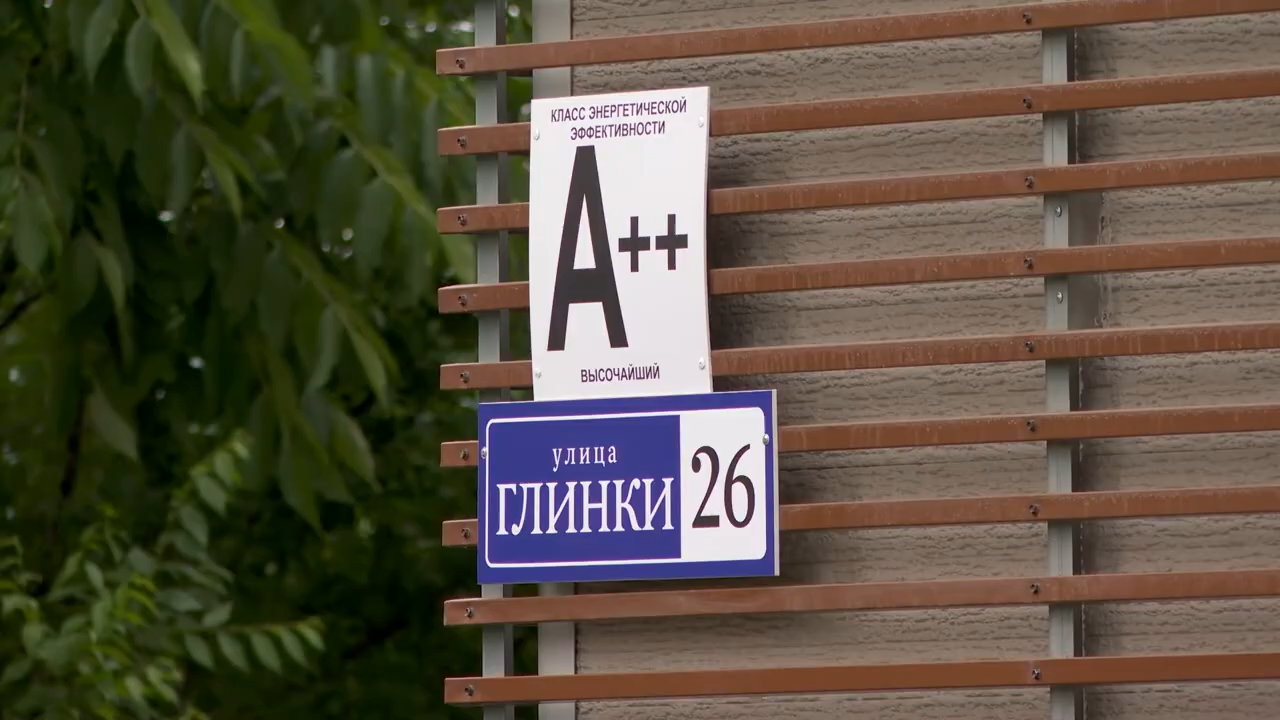 КЛАСС ЭНЕРГЕТИЧЕСКОЙ
ЭФФЕКТИВНОСТИ
А++
ВЫСОЧАЙШИЙ
улица
ГЛИНКИ
26